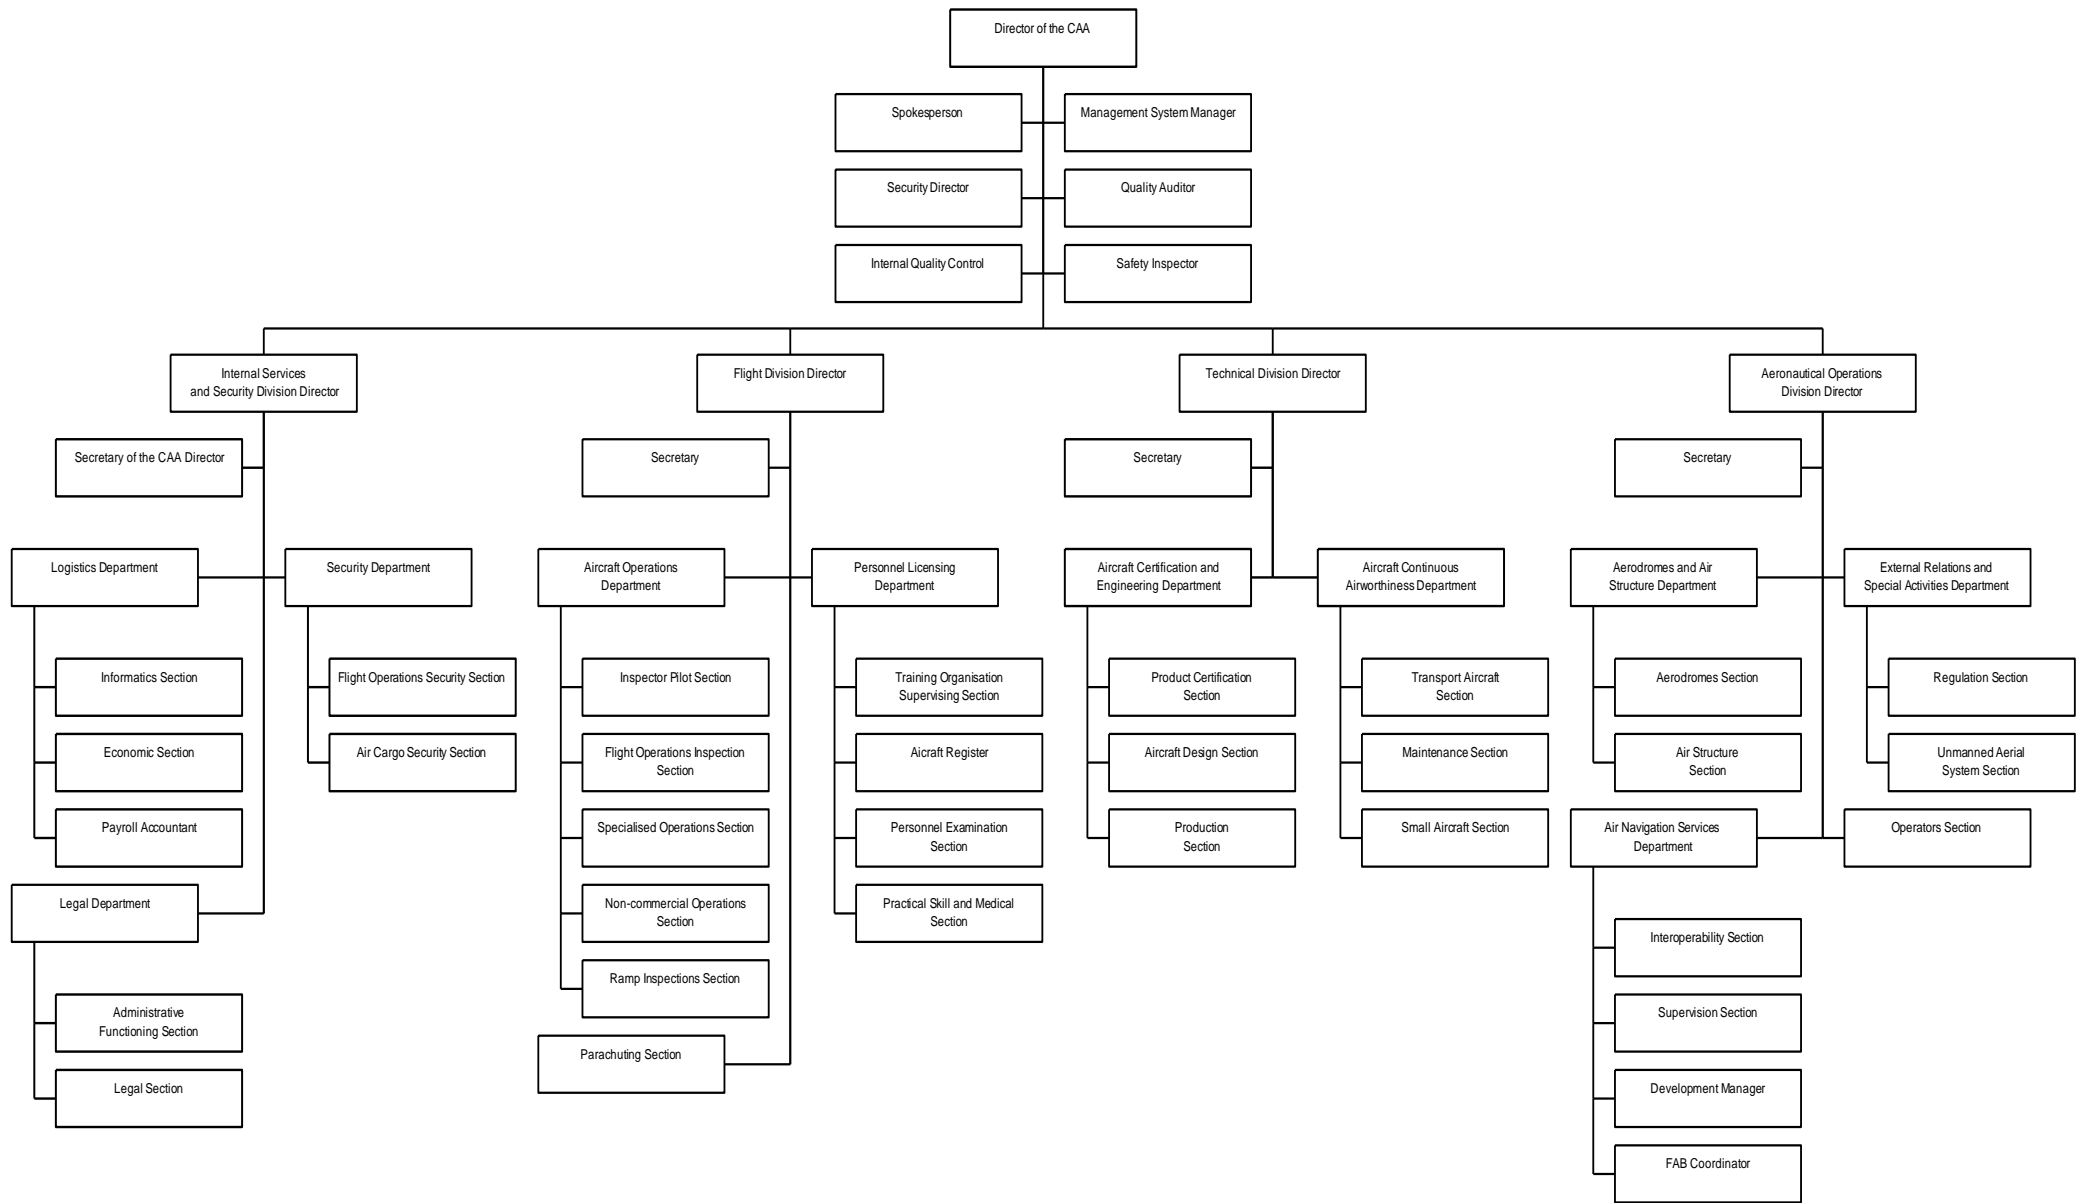 Director of the CAA
Spokesperson
Management System Manager
Security Director
Quality Auditor
Internal Quality Control
Safety Inspector
Internal Services
and Security Division Director
Flight Division Director
Technical Division Director
Aeronautical Operations
Division Director
Secretary of the CAA Director
Secretary
Secretary
Secretary
Logistics Department
Security Department
Aircraft Operations
Department
Personnel Licensing
Department
Aircraft Certification and
Engineering Department
Aircraft Continuous
Airworthiness Department
Aerodromes and Air
Structure Department
External Relations and
Special Activities Department
Informatics Section
Flight Operations Security Section
Inspector Pilot Section
Training Organisation
Supervising Section
Product Certification
Section
Transport Aircraft
Section
Aerodromes Section
Regulation Section
Economic Section
Air Cargo Security Section
Flight Operations Inspection
Section
Aicraft Register
Aircraft Design Section
Maintenance Section
Air Structure
Section
Unmanned Aerial
System Section
Payroll Accountant
Specialised Operations Section
Personnel Examination
Section
Production
Section
Small Aircraft Section
Air Navigation Services
Department
Operators Section
Legal Department
Non-commercial Operations
Section
Practical Skill and Medical
Section
Interoperability Section
Ramp Inspections Section
Administrative
Functioning Section
Supervision Section
Parachuting Section
Legal Section
Development Manager
FAB Coordinator